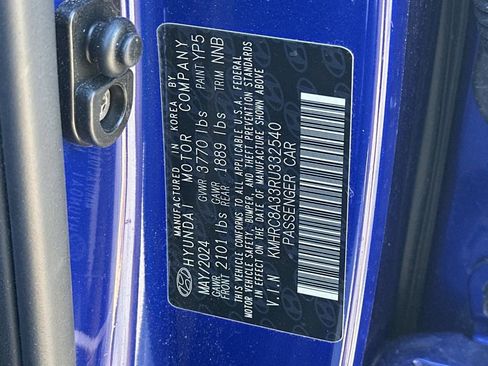 MANUFACTURED IN KOREA BY
HYUNDAI MOTOR COMPANY
MAY/2024 GVWR 3770 lbs PAINT YP5
GAWR FRONT 2101 lbs GAWR REAR 1889 lbs TRIM NNB
THIS VEHICLE CONFORMS TO ALL APPLICABLE U.S.A. FEDERAL
MOTOR VEHICLE SAFETY, BUMPER, AND THEFT PREVENTION STANDARDS
IN EFFECT ON THE DATE OF MANUFACTURE SHOWN ABOVE
V.I.N KMHRC8A33RU332540
PASSENGER CAR